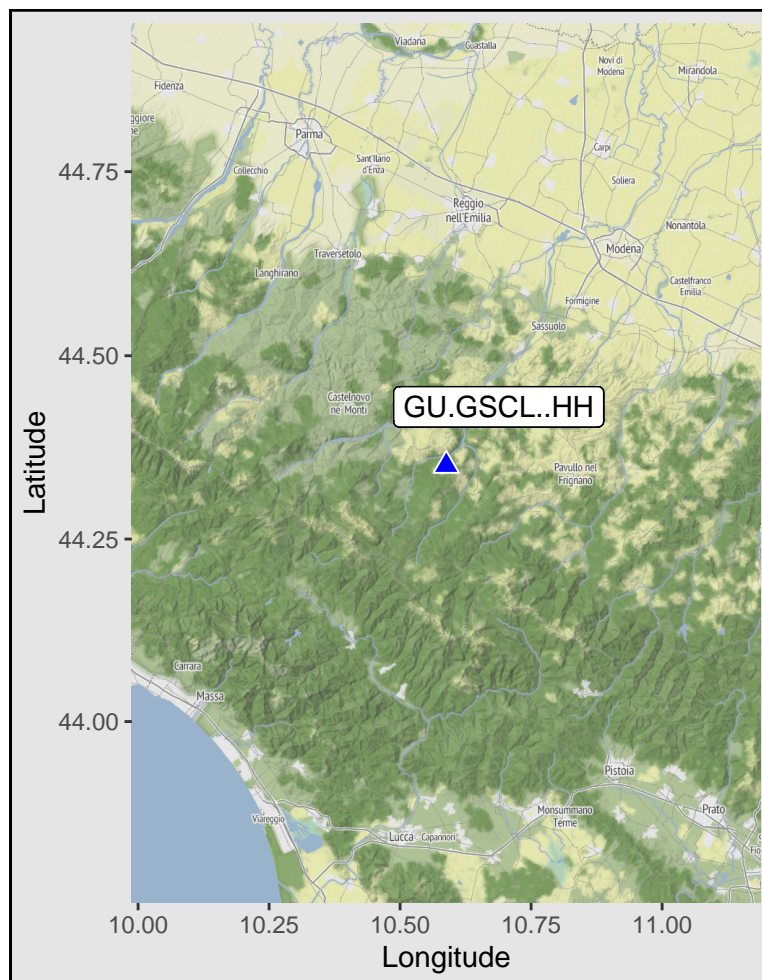 Viadana
Guastalla
Novi di
Modena
Mirandola
Fidenza
ggiore
ne
Parma
Sant'Ilario
d'Enza
Carpi
Collecchio
Soliera
44.75
Reggio
nell'Emilia
Nonantola
Modena
Traversetolo
Langhirano
Castelfranco
Emilia
Formigine
Sassuolo
44.50
Castelnovo
ne' Monti
GU.GSCL..HH
Pavullo nel
Frignano
Latitude
44.25
Carrara
Massa
44.00
Pistoia
Prato
Viareggio
Monsummano
Terme
Lucca
Capannori
S
Fio
10.00
10.25
10.50
10.75
11.00
Longitude